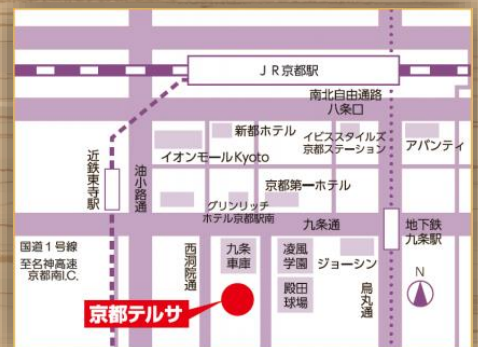 JR京都駅
南北自由通路
八条口
新都ホテル
イビススタイルズ
京都ステーション
アバンティ
イオンモールKyoto
近鉄東寺駅
油小路通
京都第一ホテル
グリンリッチ
ホテル京都駅南
九条通
地下鉄
九条駅
国道1号線
至名神高速
京都南I.C.
西洞院通
九条
車庫
凌風
学園
ジョーシン
烏丸通
N
殿田
球場
京都テルサ